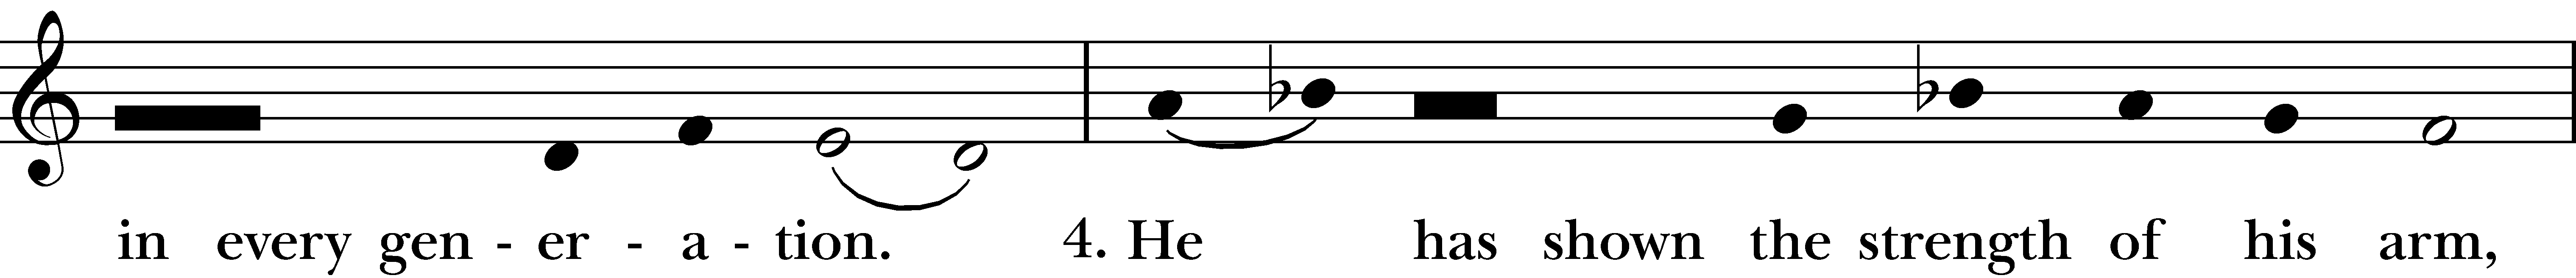 in every gen - er - a - tion. 4. He has shown the strength of his arm,